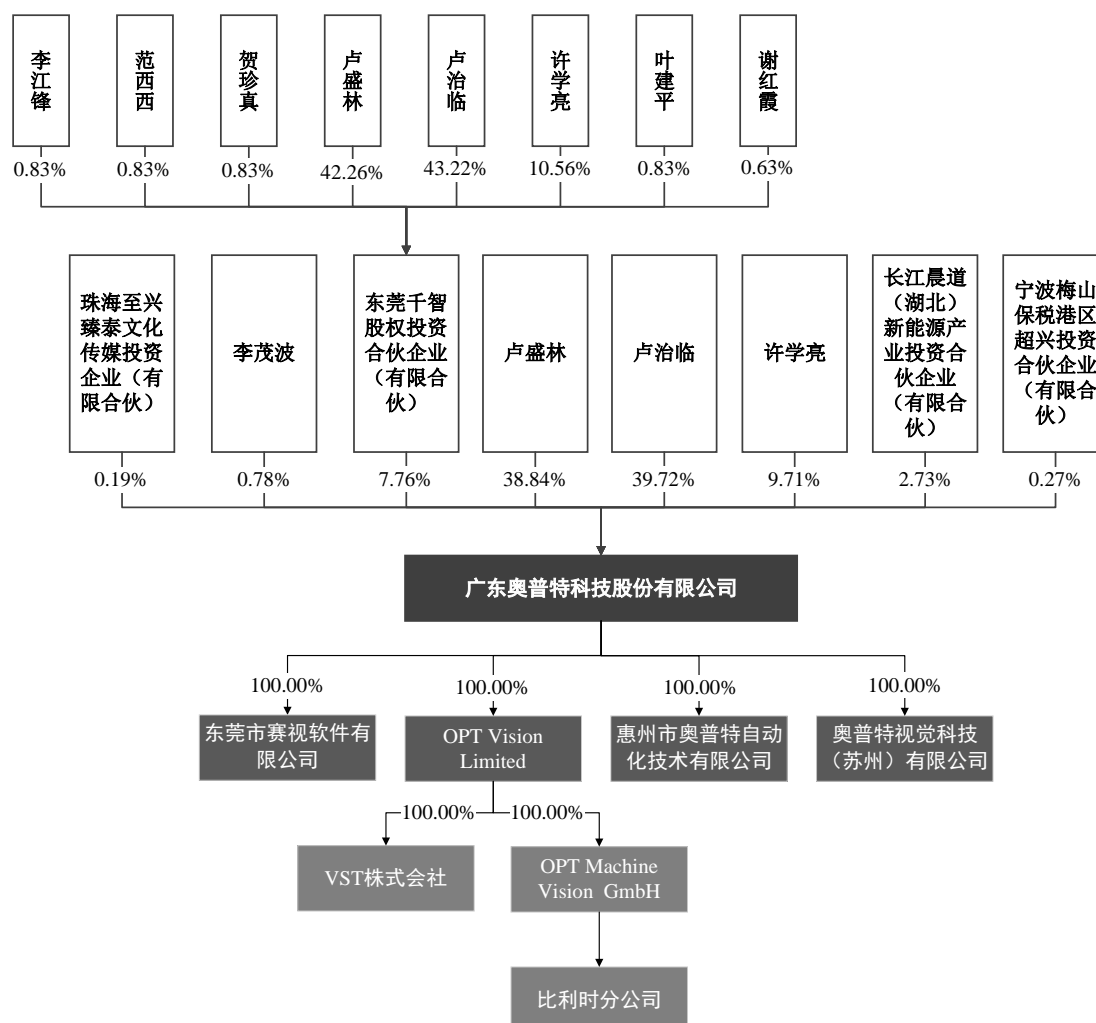 李江锋
范西西
贺珍真
卢盛林
卢治临
许学亮
叶建平
谢红霞
0.83%
0.83%
0.83%
42.26%
43.22%
10.56%
0.83%
0.63%
珠海至兴
臻泰文化
传媒投资
企业（有
限合伙）
李茂波
东莞千智
股权投资
合伙企业
（有限合
伙）
卢盛林
卢治临
许学亮
长江晨道
（湖北）
新能源产
业投资合
伙企业
（有限合
伙）
宁波梅山
保税港区
超兴投资
合伙企业
（有限合
伙）
0.19%
0.78%
7.76%
38.84%
39.72%
9.71%
2.73%
0.27%
广东奥普特科技股份有限公司
100.00%
100.00%
100.00%
100.00%
东莞市赛视软件有
限公司
OPT Vision
Limited
惠州市奥普特自动
化技术有限公司
奥普特视觉科技
（苏州）有限公司
100.00%
100.00%
VST株式会社
OPT Machine
Vision GmbH
比利时分公司